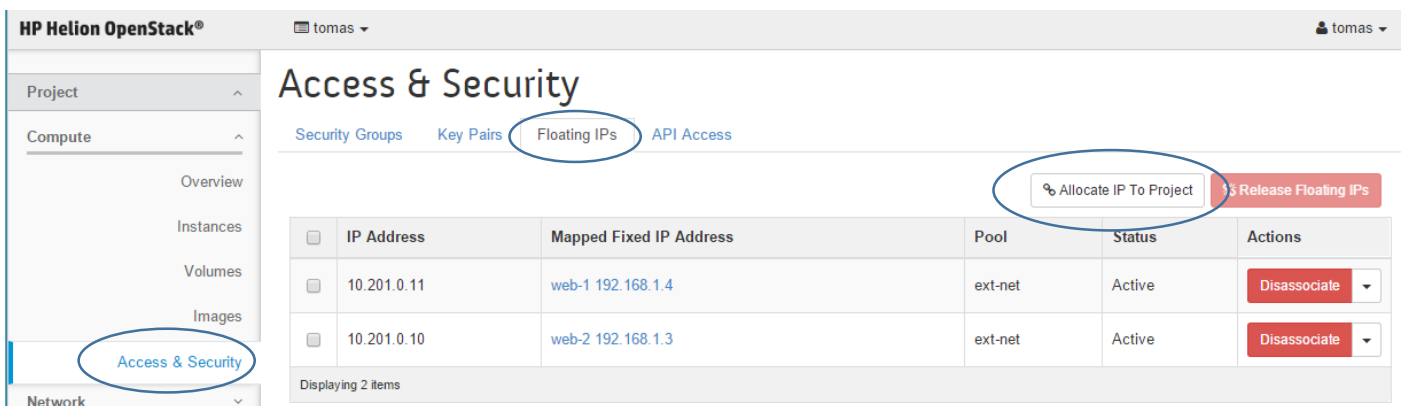 HP Helion OpenStack®
tomas
tomas
Project
Compute
Overview
Instances
Volumes
Images
Access & Security
Network
Access & Security
Security Groups Key Pairs Floating IPs API Access
Allocate IP To Project Release Floating IPs
IP Address Mapped Fixed IP Address Pool Status Actions
10.201.0.11 web-1 192.168.1.4 ext-net Active Disassociate
10.201.0.10 web-2 192.168.1.3 ext-net Active Disassociate
Displaying 2 items